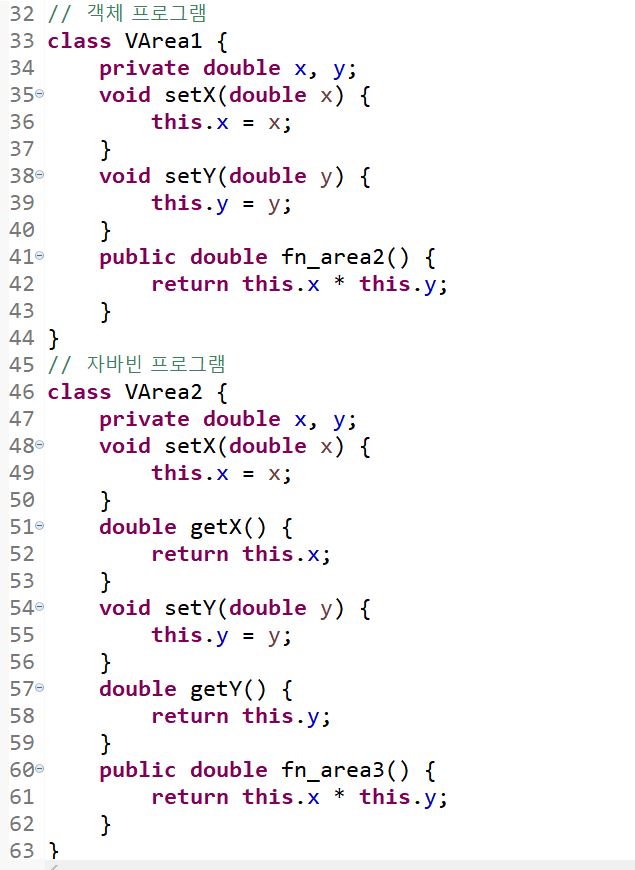 32 // 객체 프로그램
33 class VArea1 {
34     private double x, y;
35     void setX(double x) {
36         this.x = x;
37     }
38     void setY(double y) {
39         this.y = y;
40     }
41     public double fn_area2() {
42         return this.x * this.y;
43     }
44 }
45 // 자바빈 프로그램
46 class VArea2 {
47     private double x, y;
48     void setX(double x) {
49         this.x = x;
50     }
51     double getX() {
52         return this.x;
53     }
54     void setY(double y) {
55         this.y = y;
56     }
57     double getY() {
58         return this.y;
59     }
60     public double fn_area3() {
61         return this.x * this.y;
62     }
63 }